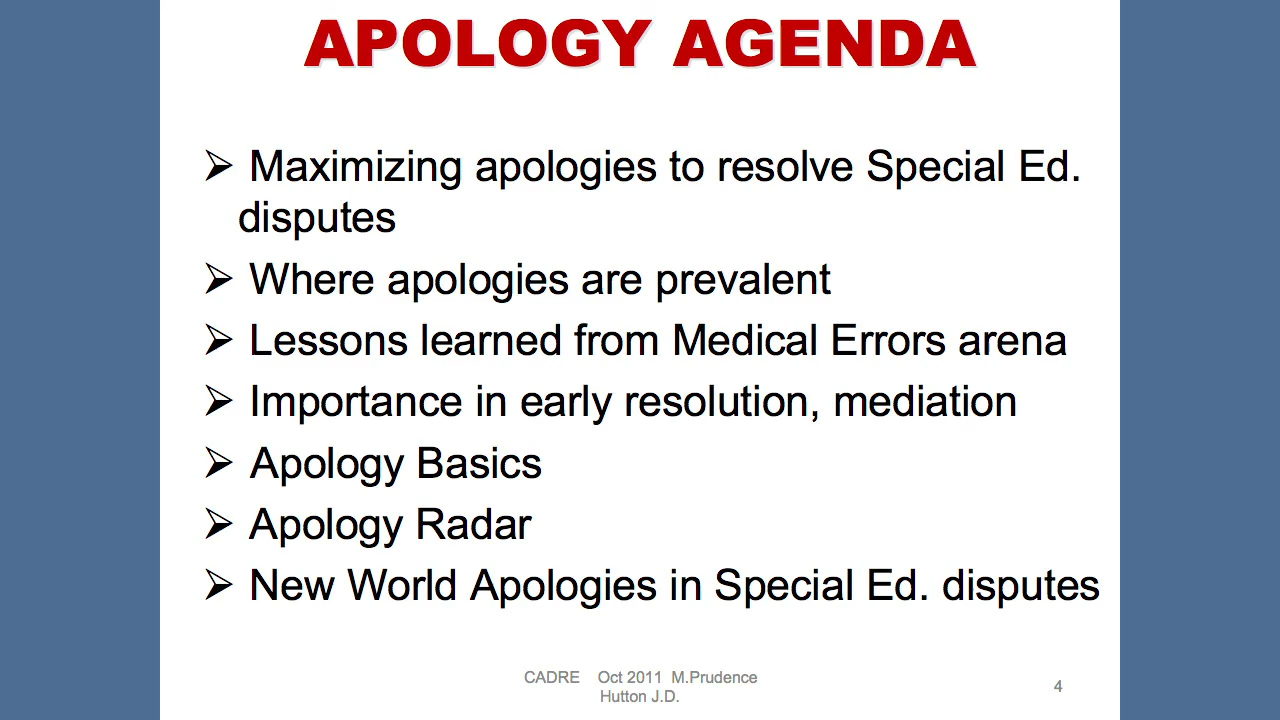 APOLOGY AGENDA
➢ Maximizing apologies to resolve Special Ed.
disputes
➢ Where apologies are prevalent
➢ Lessons learned from Medical Errors arena
➢ Importance in early resolution, mediation
➢ Apology Basics
➢ Apology Radar
➢ New World Apologies in Special Ed. disputes
CADRE Oct 2011 M.Prudence
Hutton J.D.
4